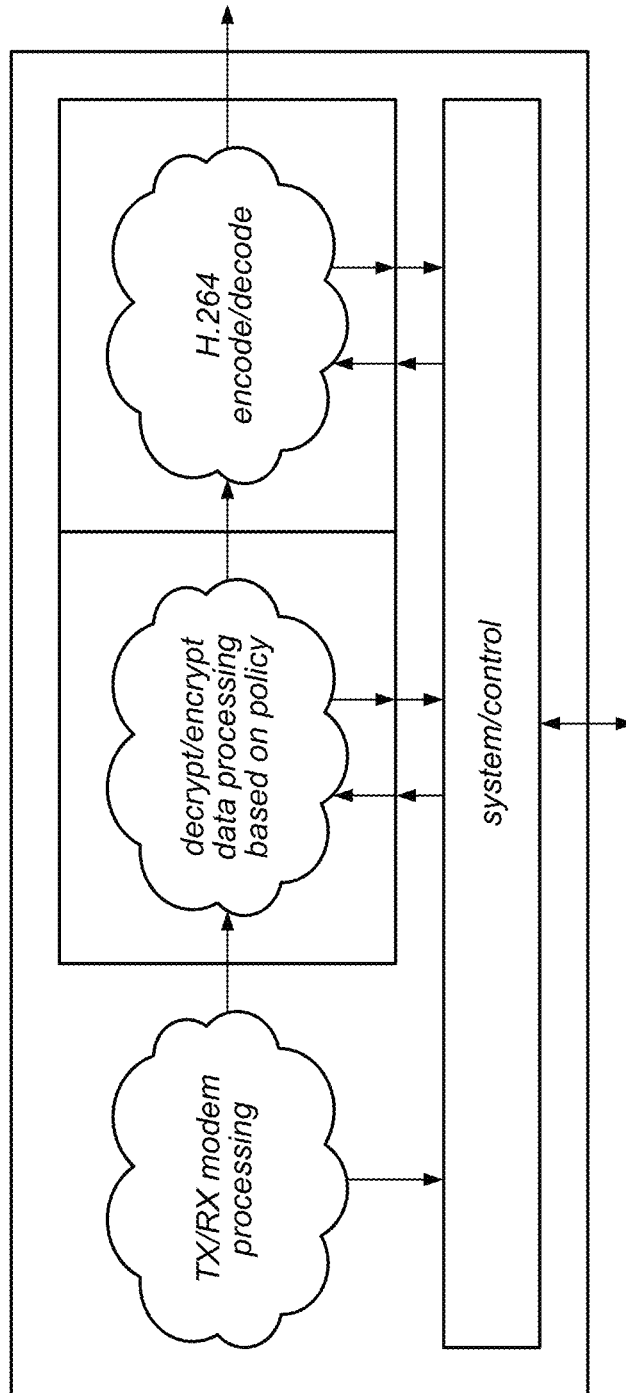 TX/RX modem
processing
decrypt/encrypt
data processing
based on policy
H.264
encode/decode
system/control